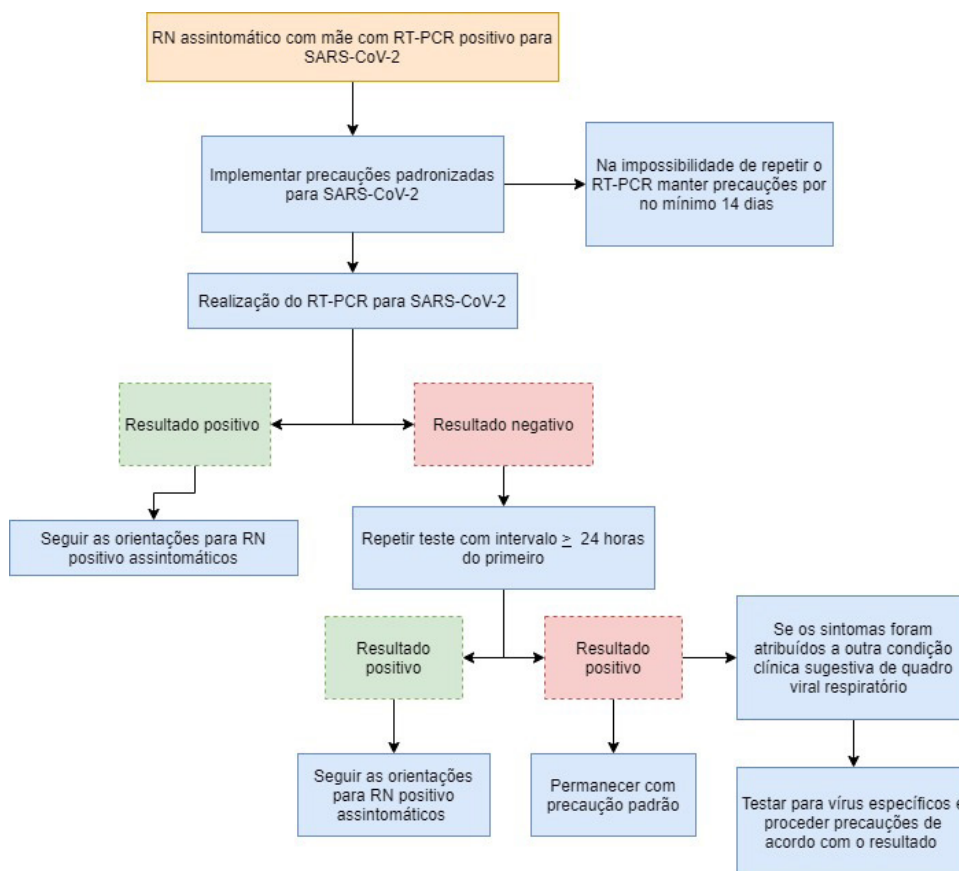 RN assintomático com mãe com RT-PCR positivo para
SARS-CoV-2
Implementar precauções padronizadas
para SARS-CoV-2
Na impossibilidade de repetir o
RT-PCR manter precauções por
no mínimo 14 dias
Realização do RT-PCR para SARS-CoV-2
Resultado positivo
Resultado negativo
Seguir as orientações para RN
positivo assintomáticos
Repetir teste com intervalo ≥ 24 horas
do primeiro
Resultado
positivo
Resultado
positivo
Se os sintomas foram
atribuídos a outra condição
clínica sugestiva de quadro
viral respiratório
Seguir as orientações
para RN positivo
assintomáticos
Permanecer com
precaução padrão
Testar para vírus específicos e
proceder precauções de
acordo com o resultado